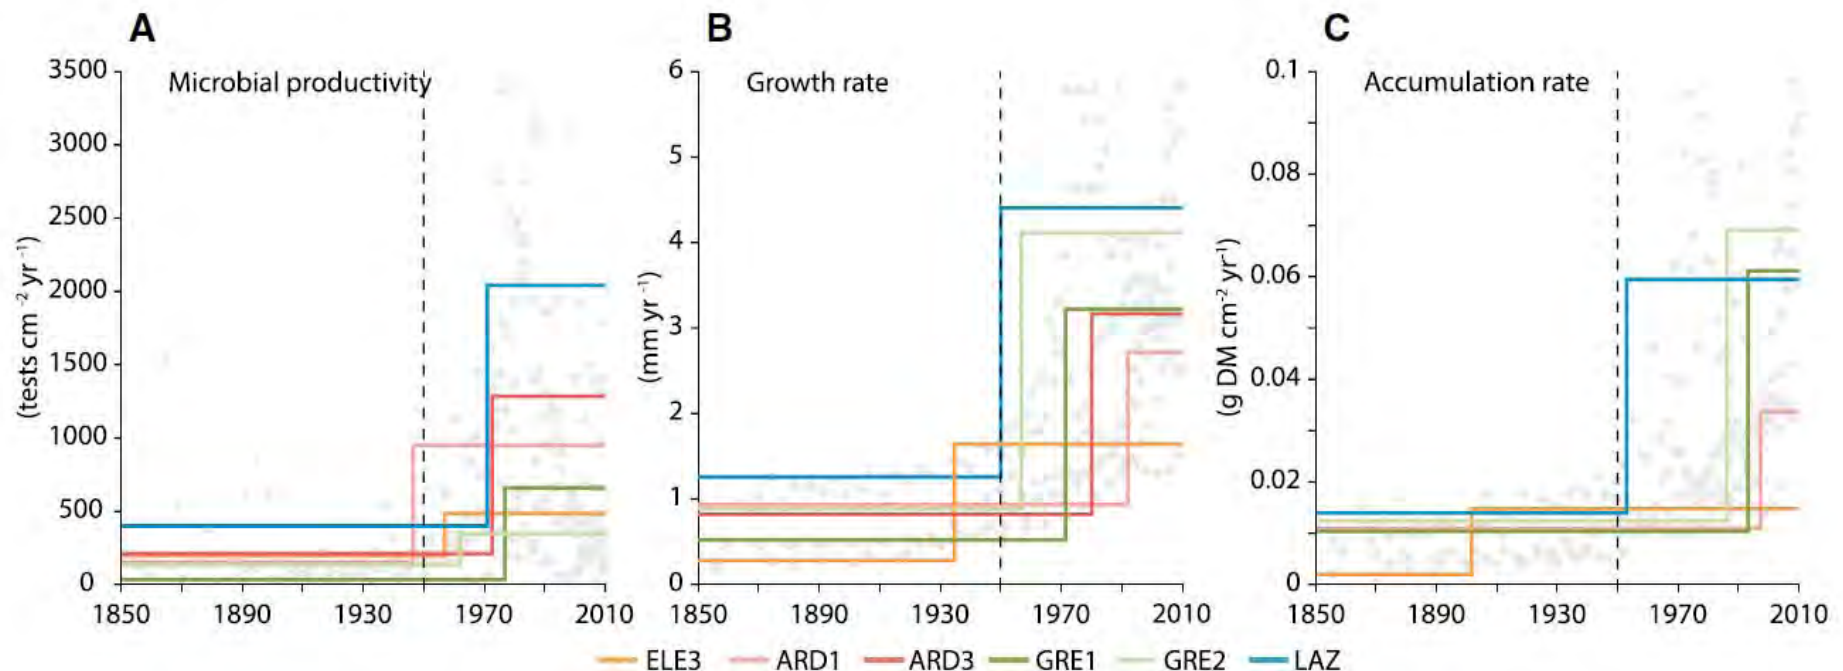 A
B
C
Microbial productivity
Growth rate
Accumulation rate
(tests cm -2 yr -1)
3500
3000
2500
2000
1500
1000
500
0
1850 1890 1930 1970 2010
(mm yr -1)
6
5
4
3
2
1
0
1850 1890 1930 1970 2010
(g DM cm-2 yr-1)
0.1
0.08
0.06
0.04
0.02
0
1850 1890 1930 1970 2010
ELE3 ARD1 ARD3 GRE1 GRE2 LAZ